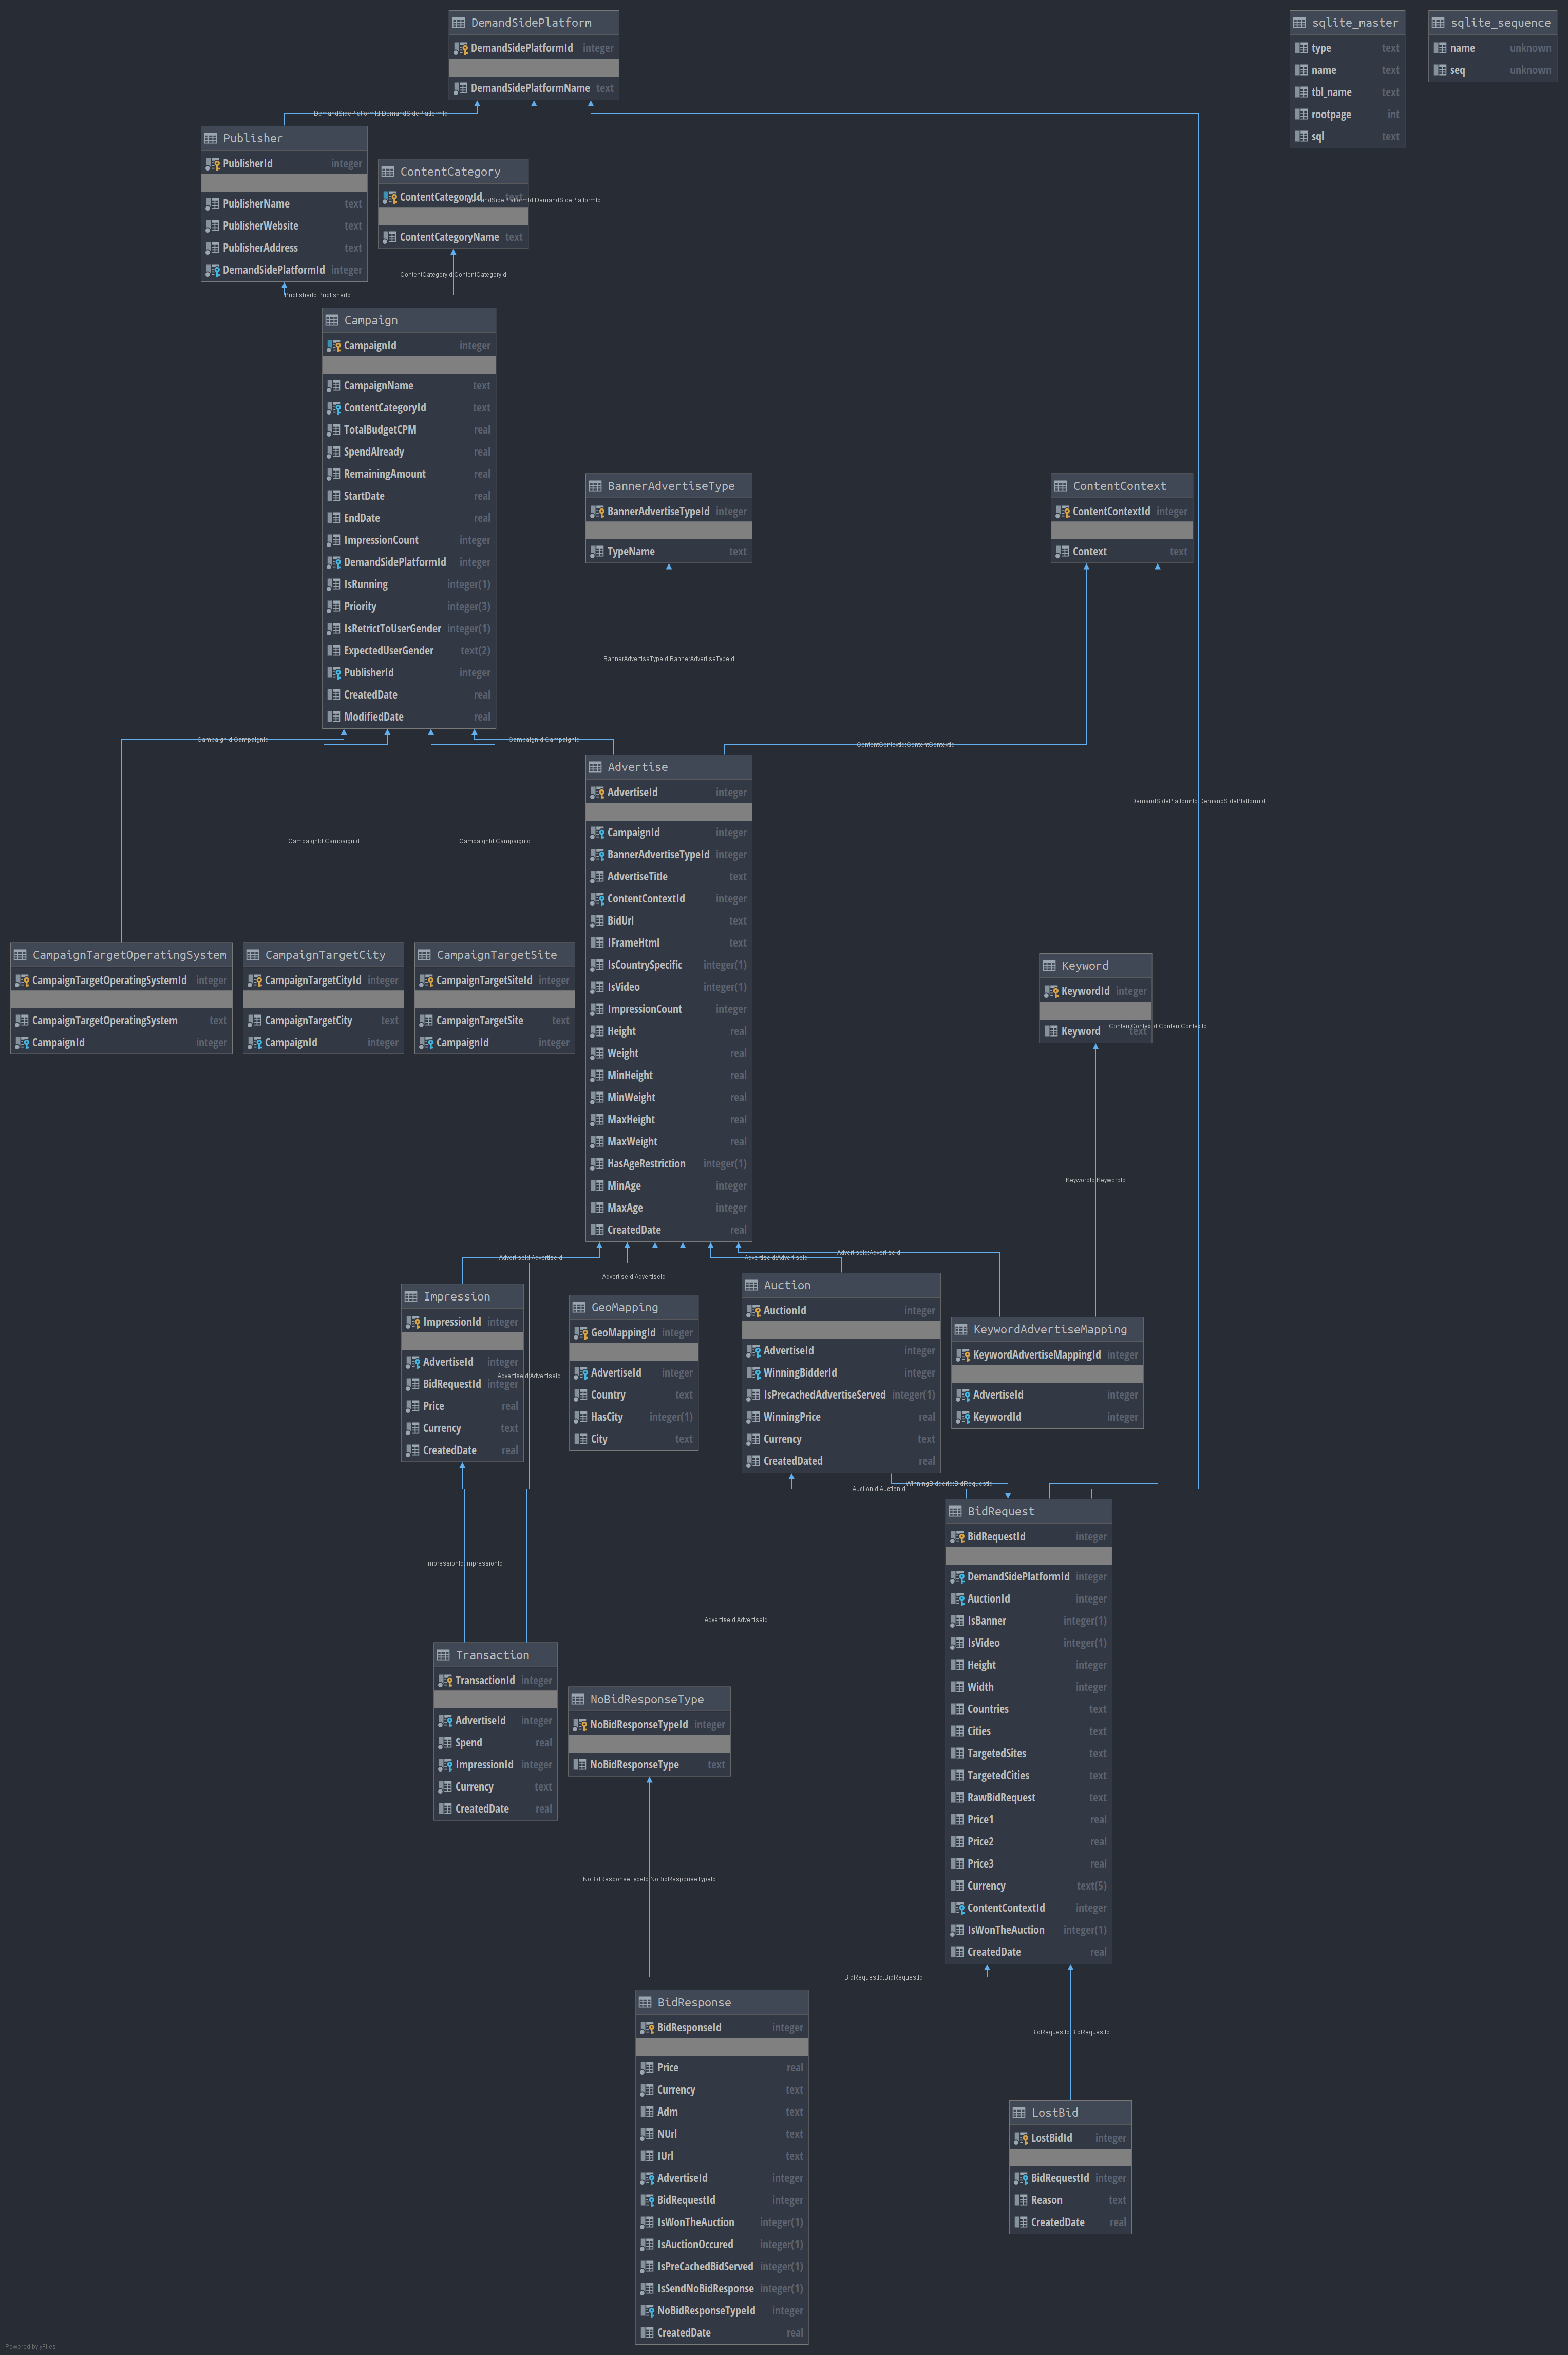 DemandSidePlatform
DemandSidePlatformId integer
DemandSidePlatformName text
sqlite_master
type text
name text
tbl_name text
rootpage int
sql text
sqlite_sequence
name unknown
seq unknown
DemandSidePlatformId:DemandSidePlatformId
Publisher
PublisherId integer
PublisherName text
PublisherWebsite text
PublisherAddress text
DemandSidePlatformId integer
ContentCategory
ContentCategoryId text
ContentCategoryName text
DemandSidePlatformId:DemandSidePlatformId
ContentCategoryId:ContentCategoryId
PublisherId:PublisherId
Campaign
CampaignId integer
CampaignName text
ContentCategoryId text
TotalBudgetCPM real
SpendAlready real
RemainingAmount real
StartDate real
EndDate real
ImpressionCount integer
DemandSidePlatformId integer
IsRunning integer(1)
Priority integer(3)
IsRetrictToUserGender integer(1)
ExpectedUserGender text(2)
PublisherId integer
CreatedDate real
ModifiedDate real
BannerAdvertiseType
BannerAdvertiseTypeId integer
TypeName text
ContentContext
ContentContextId integer
Context text
BannerAdvertiseTypeId:BannerAdvertiseTypeId
CampaignId:CampaignId
CampaignId:CampaignId
ContentContextId:ContentContextId
DemandSidePlatformId:DemandSidePlatformId
CampaignId:CampaignId
CampaignId:CampaignId
Advertise
AdvertiseId integer
CampaignId integer
BannerAdvertiseTypeId integer
AdvertiseTitle text
ContentContextId integer
BidUrl text
IFrameHtml text
IsCountrySpecific integer(1)
IsVideo integer(1)
ImpressionCount integer
Height real
Weight real
MinHeight real
MinWeight real
MaxHeight real
MaxWeight real
HasAgeRestriction integer(1)
MinAge integer
MaxAge integer
CreatedDate real
CampaignTargetOperatingSystem
CampaignTargetOperatingSystemId integer
CampaignTargetOperatingSystem text
CampaignId integer
CampaignTargetCity
CampaignTargetCityId integer
CampaignTargetCity text
CampaignId integer
CampaignTargetSite
CampaignTargetSiteId integer
CampaignTargetSite text
CampaignId integer
Keyword
KeywordId integer
Keyword text
ContentContextId:ContentContextId
KeywordId:KeywordId
AdvertiseId:AdvertiseId
AdvertiseId:AdvertiseId
AdvertiseId:AdvertiseId
AdvertiseId:AdvertiseId
Impression
ImpressionId integer
AdvertiseId integer
BidRequestId integer
Price real
Currency text
CreatedDate real
AdvertiseId:AdvertiseId
GeoMapping
GeoMappingId integer
AdvertiseId integer
Country text
HasCity integer(1)
City text
Auction
AuctionId integer
AdvertiseId integer
WinningBidderId integer
IsPrecachedAdvertiseServed integer(1)
WinningPrice real
Currency text
CreatedDated real
KeywordAdvertiseMapping
KeywordAdvertiseMappingId integer
AdvertiseId integer
KeywordId integer
WinningBidderId:BidRequestId
AuctionId:AuctionId
BidRequest
BidRequestId integer
DemandSidePlatformId integer
AuctionId integer
IsBanner integer(1)
IsVideo integer(1)
Height integer
Width integer
Countries text
Cities text
TargetedSites text
TargetedCities text
RawBidRequest text
Price1 real
Price2 real
Price3 real
Currency text(5)
ContentContextId integer
IsWonTheAuction integer(1)
CreatedDate real
ImpressionId:ImpressionId
AdvertiseId:AdvertiseId
Transaction
TransactionId integer
AdvertiseId integer
Spend real
ImpressionId integer
Currency text
CreatedDate real
NoBidResponseType
NoBidResponseTypeId integer
NoBidResponseType text
NoBidResponseTypeId:NoBidResponseTypeId
BidRequestId:BidRequestId
BidRequestId:BidRequestId
BidResponse
BidResponseId integer
Price real
Currency text
Adm text
NUrl text
IUrl text
AdvertiseId integer
BidRequestId integer
IsWonTheAuction integer(1)
IsAuctionOccured integer(1)
IsPreCachedBidServed integer(1)
IsSendNoBidResponse integer(1)
NoBidResponseTypeId integer
CreatedDate real
LostBid
LostBidId integer
BidRequestId integer
Reason text
CreatedDate real
Powered by yFiles